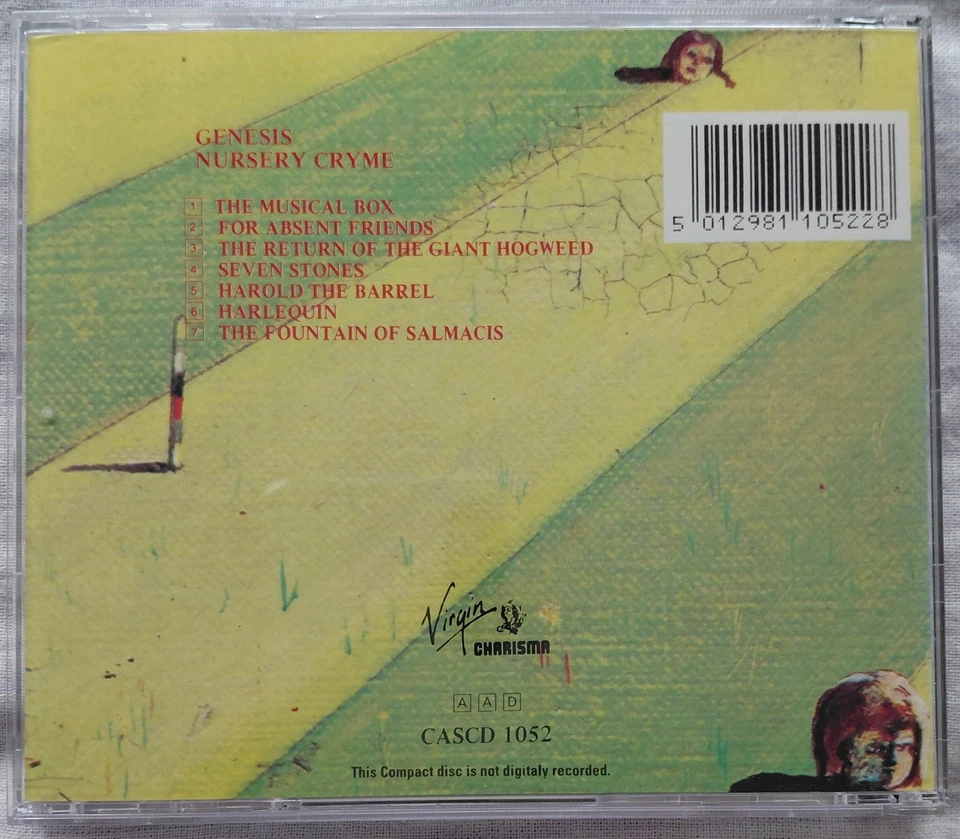 GENESIS
NURSERY CRYME
1 THE MUSICAL BOX
2 FOR ABSENT FRIENDS
3 THE RETURN OF THE GIANT HOGWEED
4 SEVEN STONES
5 HAROLD THE BARREL
6 HARLEQUIN
7 THE FOUNTAIN OF SALMACIS
5 012981 105228
Virgin
CHARISMA
A A D
CASCD 1052
This Compact disc is not digitaly recorded.